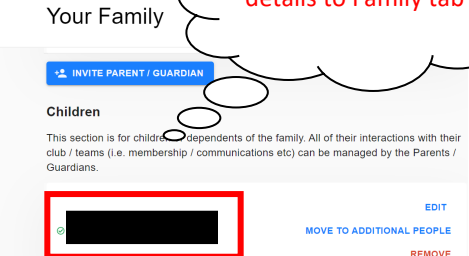 details to Family tab
Your Family
INVITE PARENT / GUARDIAN
Children
This section is for children dependents of the family. All of their interactions with their
club / teams (i.e. membership / communications etc) can be managed by the Parents /
Guardians.
EDIT
MOVE TO ADDITIONAL PEOPLE
REMOVE